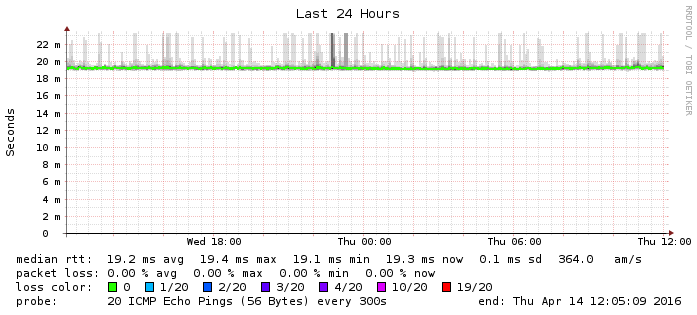 Last 24 Hours
RRDTOOL / TOBI OETIKER
Seconds
22 m
20 m
18 m
16 m
14 m
12 m
10 m
8 m
6 m
4 m
2 m
0
Wed 18:00 Thu 00:00 Thu 06:00 Thu 12:00
median rtt: 19.2 ms avg 19.4 ms max 19.1 ms min 19.3 ms now 0.1 ms sd 364.0 am/s
packet loss: 0.00 % avg 0.00 % max 0.00 % min 0.00 % now
loss color: 0 1/20 2/20 3/20 4/20 10/20 19/20
probe: 20 ICMP Echo Pings (56 Bytes) every 300s end: Thu Apr 14 12:05:09 2016